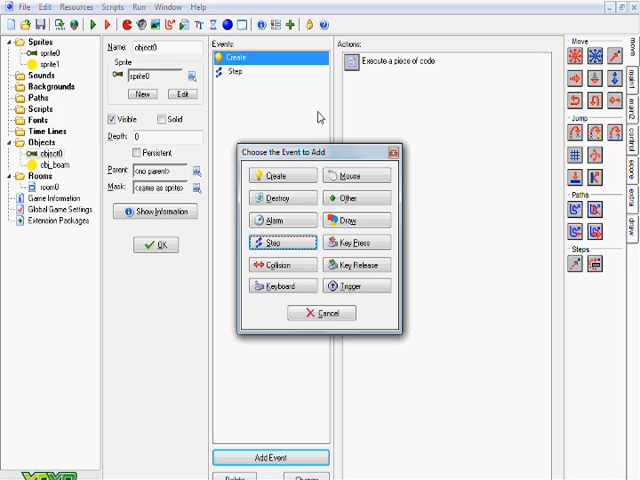 File Edit Resources Scripts Run Window Help
Sprites
sprite0
sprite1
Sounds
Backgrounds
Paths
Scripts
Fonts
Time Lines
Objects
object0
obj_beam
Rooms
room0
Game Information
Global Game Settings
Extension Packages
Name: object0
Sprite
sprite0
New Edit
Visible Solid
Depth: 0
Persistent
Parent: <no parent>
Mask: <same as sprite>
Show Information
OK
Events:
Create
Step
Add Event
Delete Change
Actions:
Execute a piece of code
Choose the Event to Add
Create Mouse
Destroy Other
Alarm Draw
Step Key Press
Collision Key Release
Keyboard Trigger
Cancel
Move
Jump
Paths
Steps
move
main1
main2
control
score
extra
draw